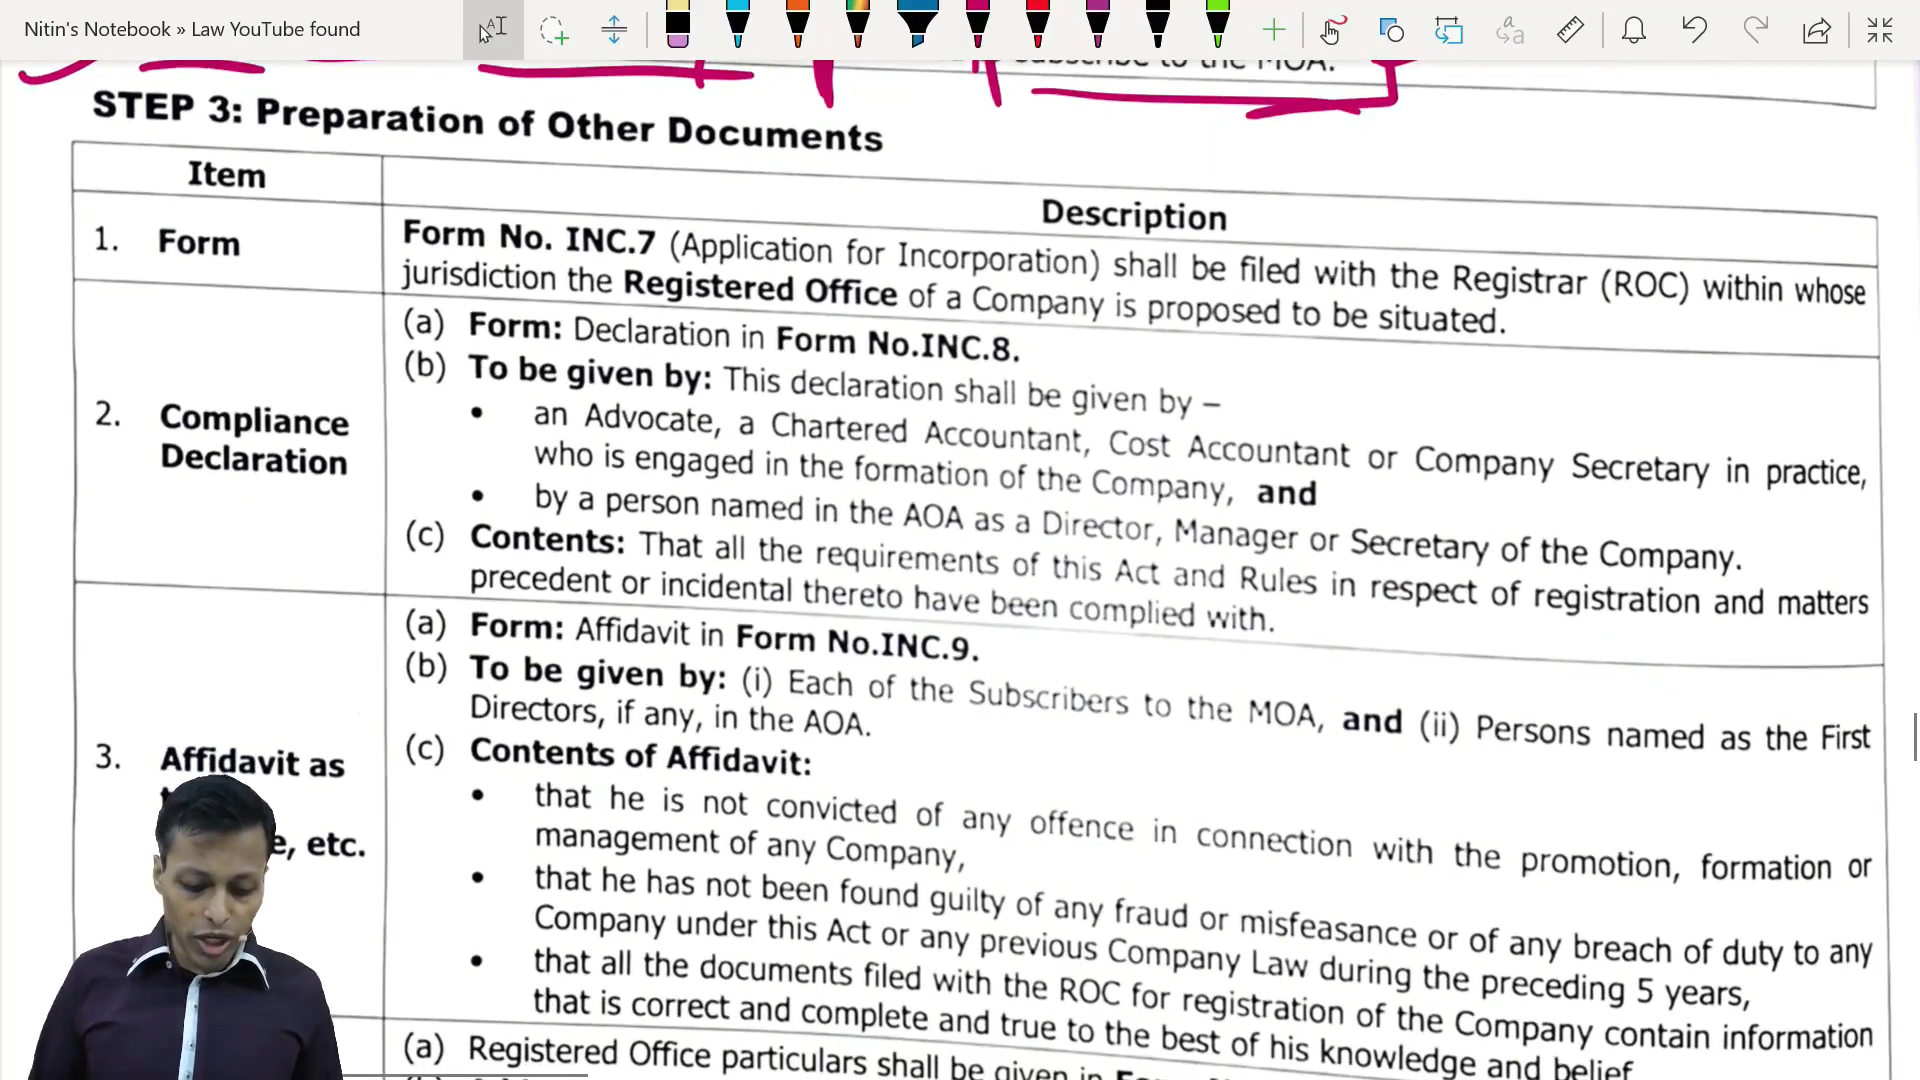 Nitin's Notebook » Law YouTube found
to the MOA.
STEP 3: Preparation of Other Documents
Item
Description
1. Form
Form No. INC.7 (Application for Incorporation) shall be filed with the Registrar (ROC) within whose
jurisdiction the Registered Office of a Company is proposed to be situated.
2. Compliance
Declaration
(a) Form: Declaration in Form No.INC.8.
(b) To be given by: This declaration shall be given by –
• an Advocate, a Chartered Accountant, Cost Accountant or Company Secretary in practice,
who is engaged in the formation of the Company, and
• by a person named in the AOA as a Director, Manager or Secretary of the Company.
(c) Contents: That all the requirements of this Act and Rules in respect of registration and matters
precedent or incidental thereto have been complied with.
3. Affidavit as
e, etc.
(a) Form: Affidavit in Form No.INC.9.
(b) To be given by: (i) Each of the Subscribers to the MOA, and (ii) Persons named as the First
Directors, if any, in the AOA.
(c) Contents of Affidavit:
• that he is not convicted of any offence in connection with the promotion, formation or
management of any Company,
• that he has not been found guilty of any fraud or misfeasance or of any breach of duty to any
Company under this Act or any previous Company Law during the preceding 5 years,
• that all the documents filed with the ROC for registration of the Company contain information
that is correct and complete and true to the best of his knowledge and belief
(a) Registered Office particulars shall be given in